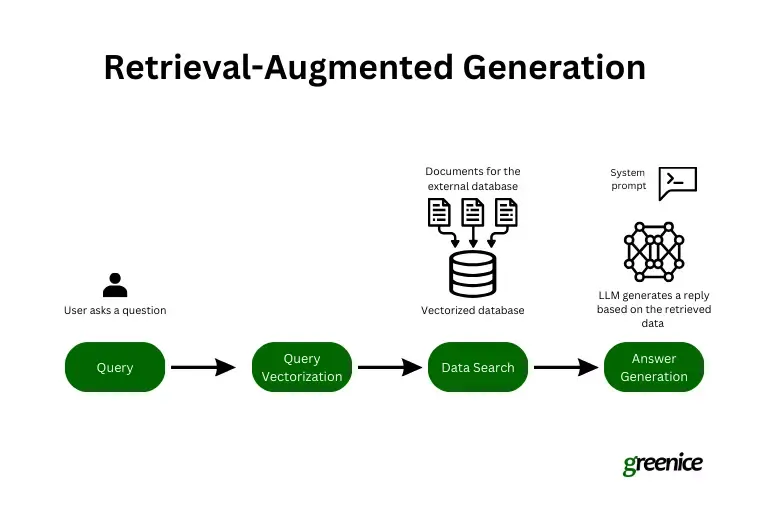 Retrieval-Augmented Generation
Documents for the
external database
System
prompt
User asks a question
Vectorized database
LLM generates a reply
based on the retrieved
data
Query
Query
Vectorization
Data Search
Answer
Generation
greenice